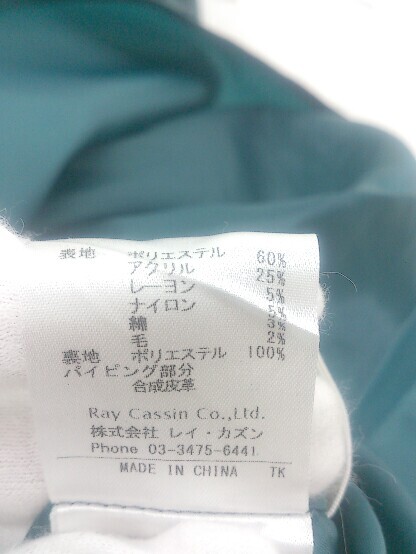 表地 ポリエステル 60%
アクリル 25%
レーヨン 5%
ナイロン 5%
綿 3%
毛 2%
裏地 ポリエステル 100%
パイピング部分
合成皮革
Ray Cassin Co.,Ltd.
株式会社 レイ・カズン
Phone 03-3475-6441
MADE IN CHINA TK